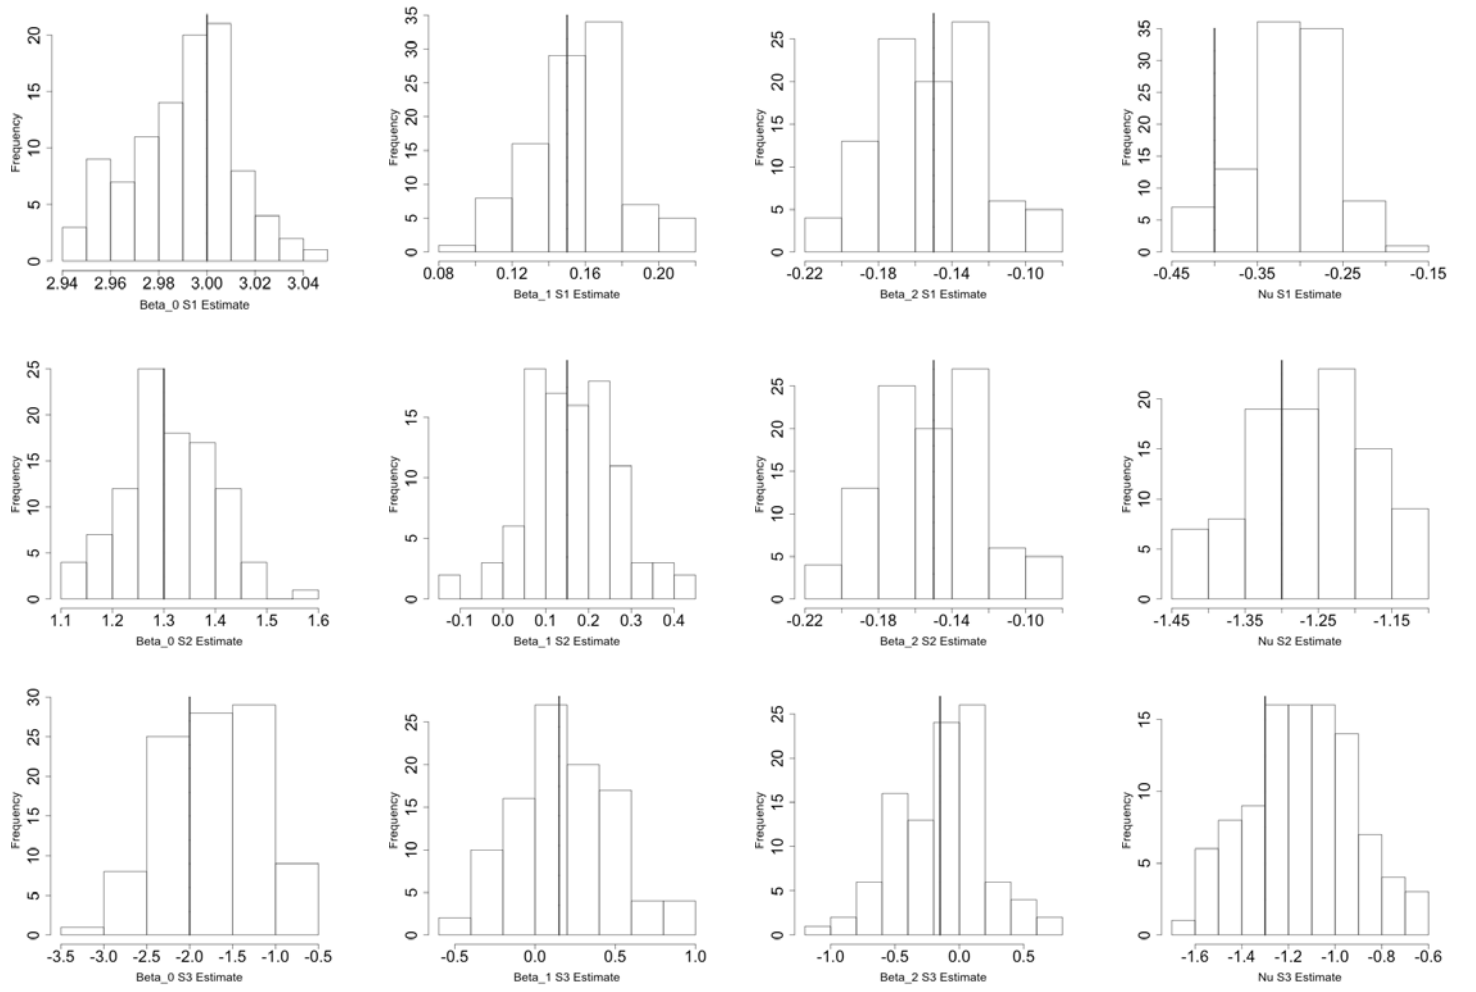 Frequency
0 5 10 15 20
2.94 2.96 2.98 3.00 3.02 3.04
Beta_0 S1 Estimate
Frequency
0 5 10 15 20 25 30 35
0.08 0.12 0.16 0.20
Beta_1 S1 Estimate
Frequency
0 5 10 15 20 25
-0.22 -0.18 -0.14 -0.10
Beta_2 S1 Estimate
Frequency
0 5 10 15 20 25 30 35
-0.45 -0.35 -0.25 -0.15
Nu S1 Estimate
Frequency
0 5 10 15 20 25
1.1 1.2 1.3 1.4 1.5 1.6
Beta_0 S2 Estimate
Frequency
0 5 10 15
-0.1 0.0 0.1 0.2 0.3 0.4
Beta_1 S2 Estimate
Frequency
0 5 10 15 20 25
-0.22 -0.18 -0.14 -0.10
Beta_2 S2 Estimate
Frequency
0 5 10 15 20
-1.45 -1.35 -1.25 -1.15
Nu S2 Estimate
Frequency
0 5 10 15 20 25 30
-3.5 -3.0 -2.5 -2.0 -1.5 -1.0 -0.5
Beta_0 S3 Estimate
Frequency
0 5 10 15 20 25
-0.5 0.0 0.5 1.0
Beta_1 S3 Estimate
Frequency
0 5 10 15 20 25
-1.0 -0.5 0.0 0.5
Beta_2 S3 Estimate
Frequency
0 5 10 15
-1.6 -1.4 -1.2 -1.0 -0.8 -0.6
Nu S3 Estimate